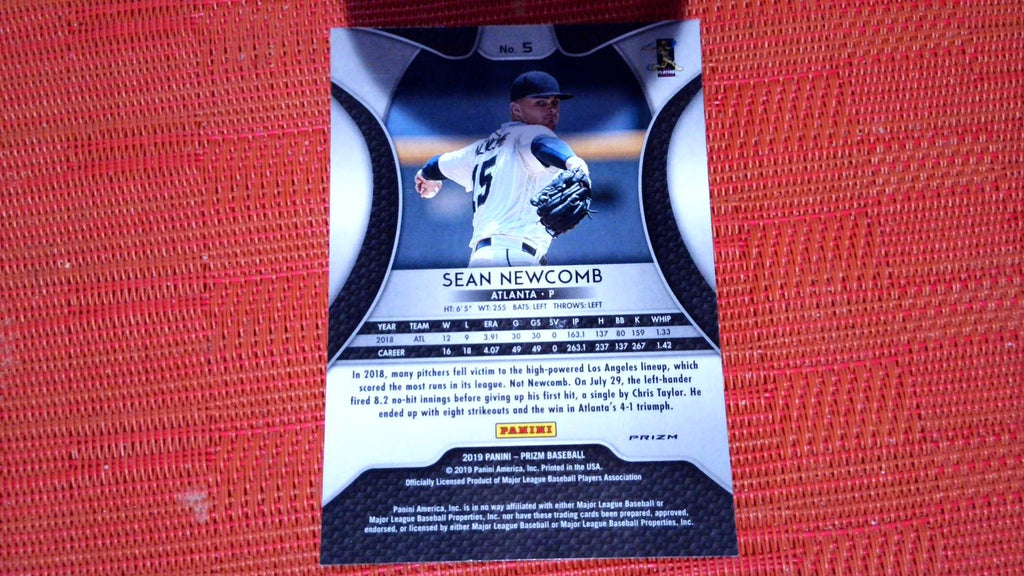 No. 5
PLAYERS
15
SEAN NEWCOMB
ATLANTA • P
HT: 6' 5" WT: 255 BATS: LEFT THROWS: LEFT
YEAR TEAM W L ERA G GS SV IP H BB K WHIP
2018 ATL 12 9 3.91 30 30 0 163.1 137 80 159 1.33
CAREER 16 18 4.07 49 49 0 263.1 237 137 267 1.42
In 2018, many pitchers fell victim to the high-powered Los Angeles lineup, which
scored the most runs in its league. Not Newcomb. On July 29, the left-hander
fired 8.2 no-hit innings before giving up his first hit, a single by Chris Taylor. He
ended up with eight strikeouts and the win in Atlanta's 4-1 triumph.
PANINI
PRIZM
2019 PANINI – PRIZM BASEBALL
© 2019 Panini America, Inc. Printed in the USA.
Officially Licensed Product of Major League Baseball Players Association
Panini America, Inc. is in no way affiliated with either Major League Baseball or
Major League Baseball Properties, Inc. nor have these trading cards been prepared, approved,
endorsed, or licensed by either Major League Baseball or Major League Baseball Properties, Inc.